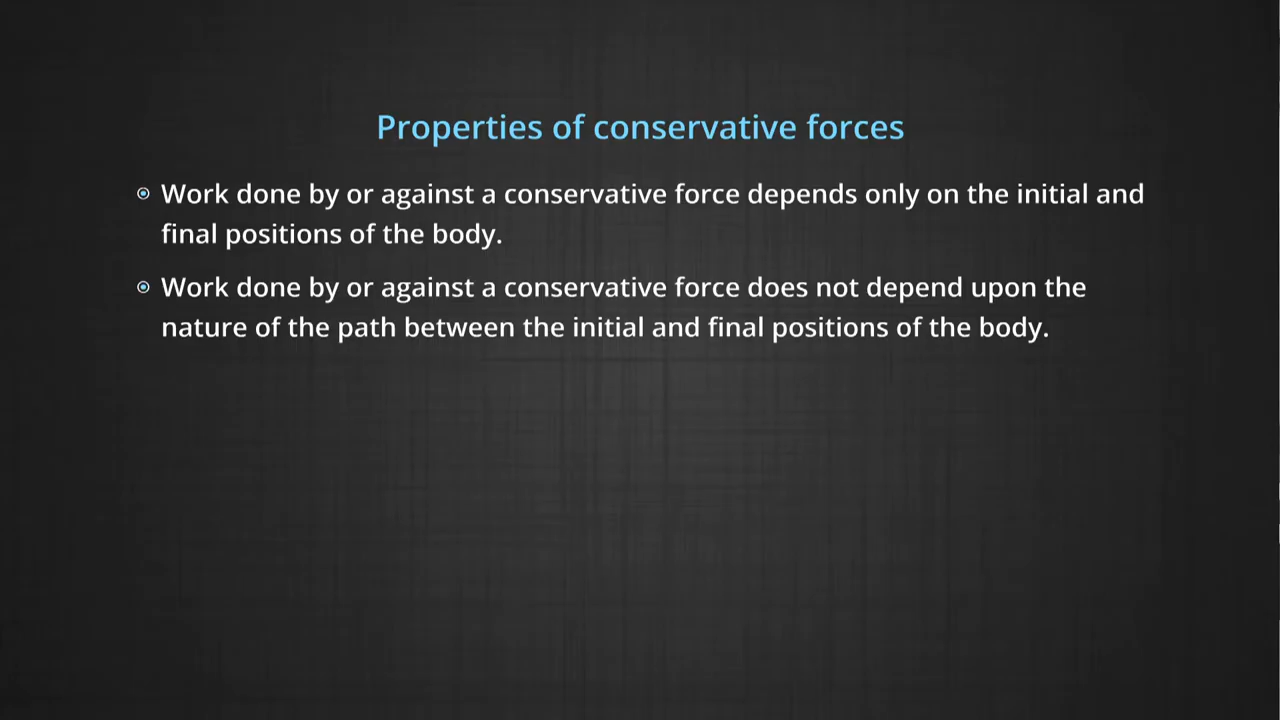 Properties of conservative forces
Work done by or against a conservative force depends only on the initial and
final positions of the body.
Work done by or against a conservative force does not depend upon the
nature of the path between the initial and final positions of the body.